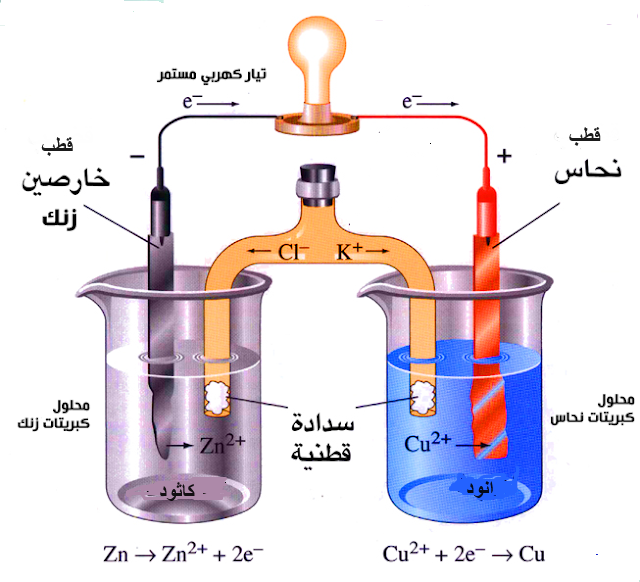 تيار كهربي مستمر
e⁻ →
e⁻ →
قطب
خارصين
زنك
−
+
قطب
نحاس
← Cl⁻ K⁺ →
محلول
كبريتات زنك
سدادة
قطنية
محلول
كبريتات نحاس
→ Zn²⁺
Cu²⁺ →
كاثود
انود
Zn → Zn²⁺ + 2e⁻
Cu²⁺ + 2e⁻ → Cu